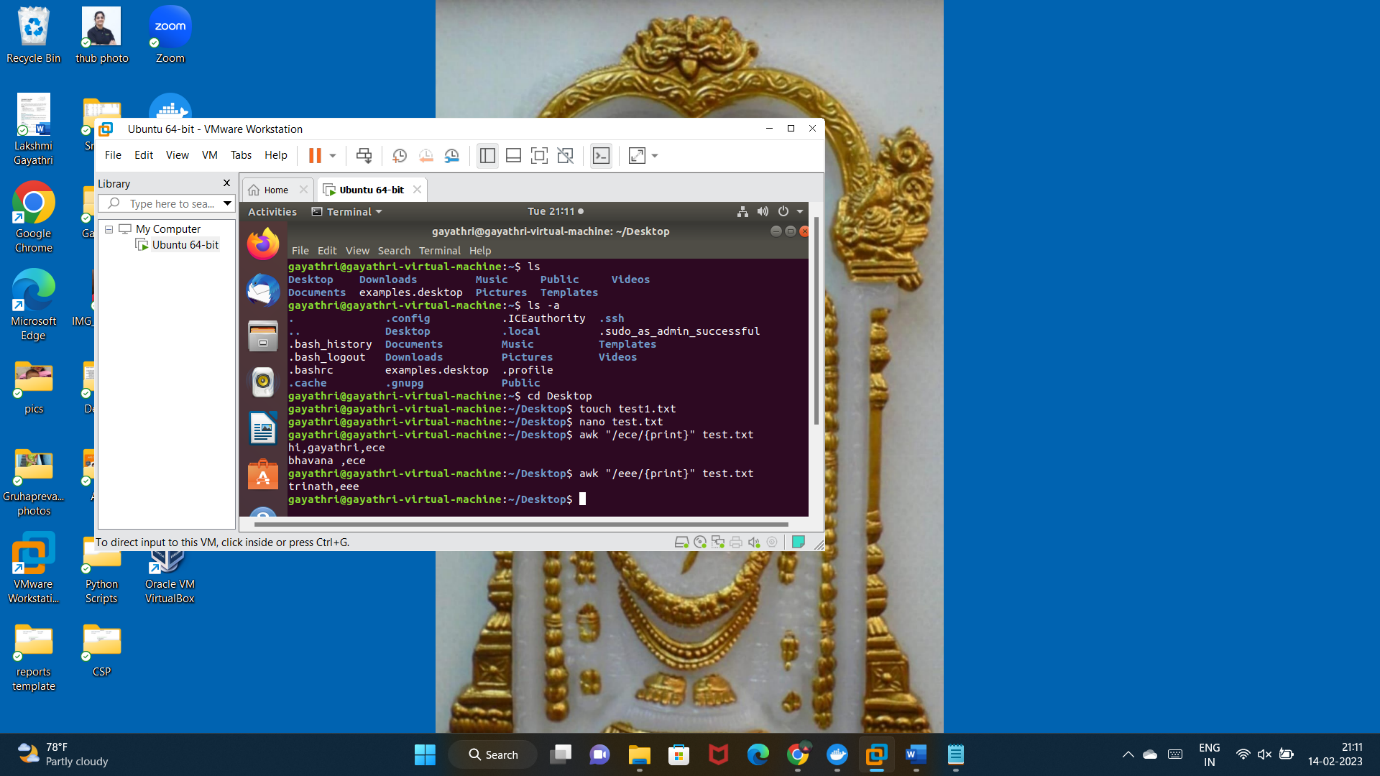 Recycle Bin
thub photo
zoom
Zoom
Lakshmi
Gayathri
Google
Chrome
Microsoft
Edge
IMG_
pics
Gruhapreva...
photos
VMware
Workstati...
Python
Scripts
Oracle VM
VirtualBox
reports
template
CSP
Ubuntu 64-bit - VMware Workstation
File Edit View VM Tabs Help
Library X
Type here to sea...
My Computer
Ubuntu 64-bit
Home
Ubuntu 64-bit
Activities Terminal Tue 21:11
gayathri@gayathri-virtual-machine: ~/Desktop
File Edit View Search Terminal Help
gayathri@gayathri-virtual-machine:~$ ls
Desktop Downloads Music Public Videos
Documents examples.desktop Pictures Templates
gayathri@gayathri-virtual-machine:~$ ls -a
. .config .ICEauthority .ssh
.. Desktop .local .sudo_as_admin_successful
.bash_history Documents Music Templates
.bash_logout Downloads Pictures Videos
.bashrc examples.desktop .profile
.cache .gnupg Public
gayathri@gayathri-virtual-machine:~$ cd Desktop
gayathri@gayathri-virtual-machine:~/Desktop$ touch test1.txt
gayathri@gayathri-virtual-machine:~/Desktop$ nano test.txt
gayathri@gayathri-virtual-machine:~/Desktop$ awk "/ece/{print}" test.txt
hi,gayathri,ece
bhavana ,ece
gayathri@gayathri-virtual-machine:~/Desktop$ awk "/eee/{print}" test.txt
trinath,eee
gayathri@gayathri-virtual-machine:~/Desktop$
To direct input to this VM, click inside or press Ctrl+G.
78°F
Partly cloudy
Search
ENG
IN
21:11
14-02-2023